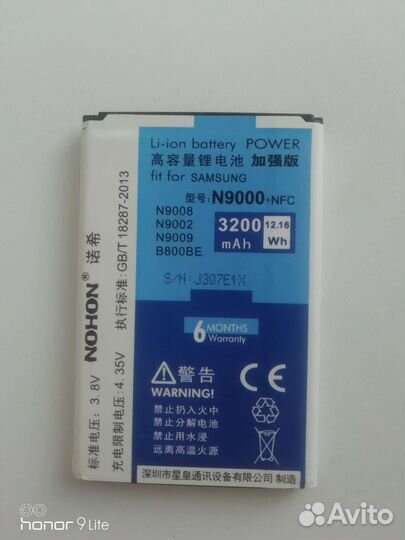 Li-ion battery POWER
高容量锂电池 加强版
fit for SAMSUNG
型号: N9000+NFC
N9008
N9002
N9009
B800BE
3200 mAh
12.16 Wh
S/N: J3Q7E1X
6 MONTHS Warranty
警告
WARNING!
禁止扔入火中
禁止分解电池
禁止用水浸
远离高温火源
深圳市星皇通讯设备有限公司 制造
NOHON® 诺希
执行标准: GB/T 18287-2013
标准电压: 3.8V
充电限制电压: 4.35V
honor 9 Lite
Avito